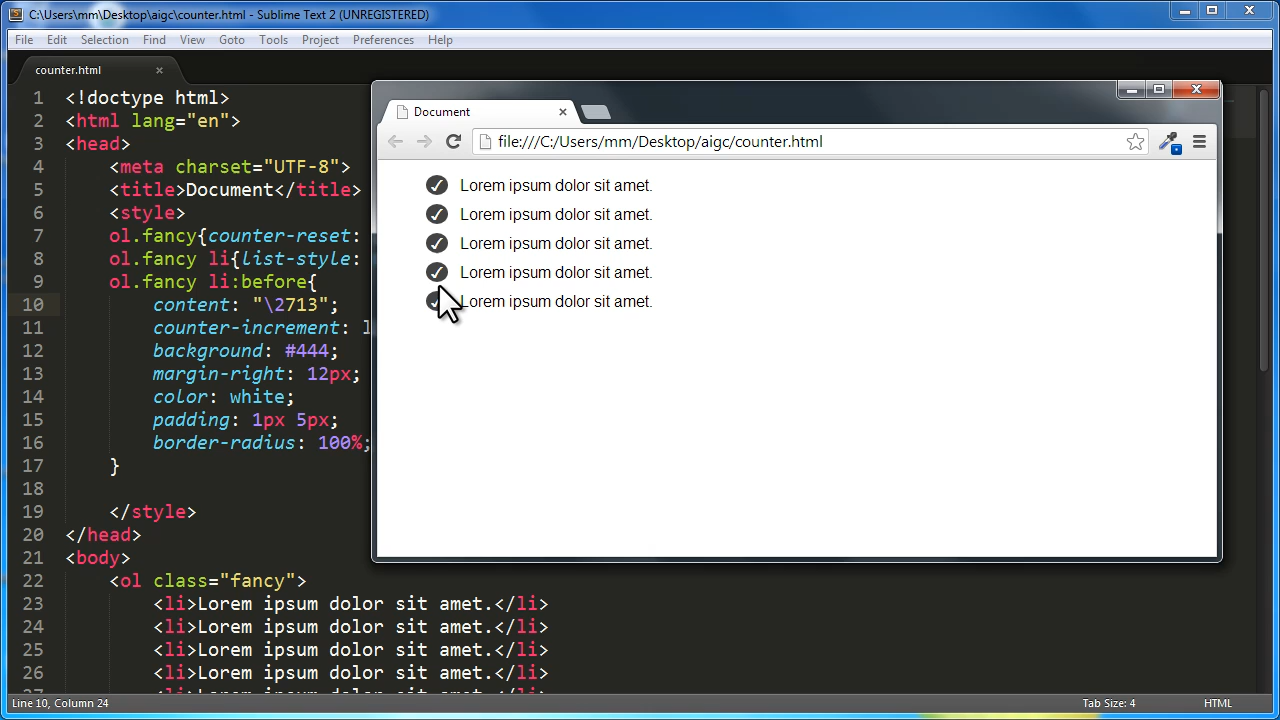 C:\Users\mm\Desktop\aigc\counter.html - Sublime Text 2 (UNREGISTERED)
File Edit Selection Find View Goto Tools Project Preferences Help
counter.html
1 <!doctype html>
2 <html lang="en">
3 <head>
4 <meta charset="UTF-8">
5 <title>Document</title>
6 <style>
7 ol.fancy{counter-reset:
8 ol.fancy li{list-style:
9 ol.fancy li:before{
10 content: "\2713";
11 counter-increment: l
12 background: #444;
13 margin-right: 12px;
14 color: white;
15 padding: 1px 5px;
16 border-radius: 100%;
17 }
18
19 </style>
20 </head>
21 <body>
22 <ol class="fancy">
23 <li>Lorem ipsum dolor sit amet.</li>
24 <li>Lorem ipsum dolor sit amet.</li>
25 <li>Lorem ipsum dolor sit amet.</li>
26 <li>Lorem ipsum dolor sit amet.</li>
Document
file:///C:/Users/mm/Desktop/aigc/counter.html
✓ Lorem ipsum dolor sit amet.
✓ Lorem ipsum dolor sit amet.
✓ Lorem ipsum dolor sit amet.
✓ Lorem ipsum dolor sit amet.
✓ Lorem ipsum dolor sit amet.
Line 10, Column 24
Tab Size: 4
HTML